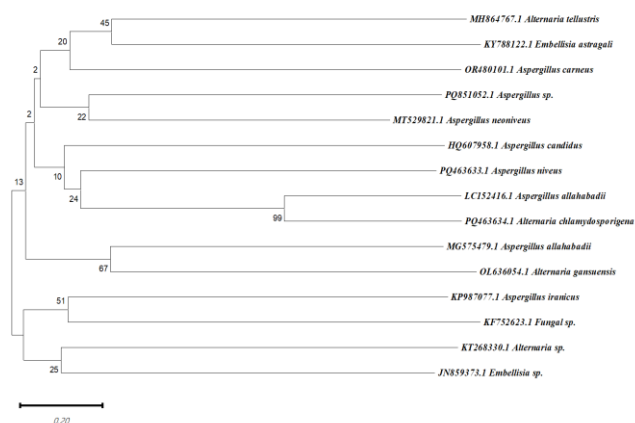 MH864767.1 Alternaria tellustris
45
KY788122.1 Embellisia astragali
20
OR480101.1 Aspergillus carneus
2
PQ851052.1 Aspergillus sp.
22
MT529821.1 Aspergillus neoniveus
2
HQ607958.1 Aspergillus candidus
10
PQ463633.1 Aspergillus niveus
24
LC152416.1 Aspergillus allahabadii
99
PQ463634.1 Alternaria chlamydosporigena
13
MG575479.1 Aspergillus allahabadii
67
OL636054.1 Alternaria gansuensis
51
KP987077.1 Aspergillus iranicus
KF752623.1 Fungal sp.
KT268330.1 Alternaria sp.
25
JN859373.1 Embellisia sp.
0.20